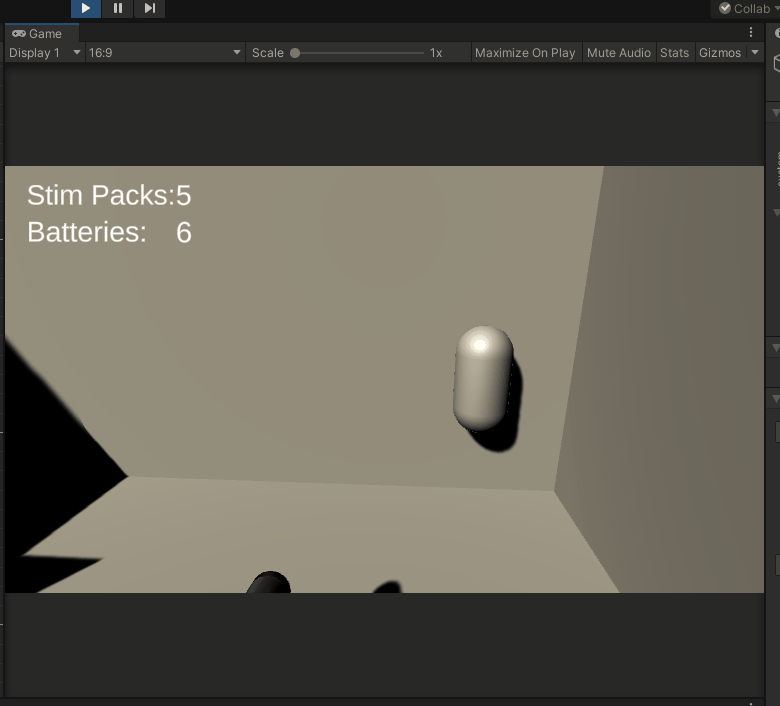 Collab
Game
Display 1 16:9 Scale 1x Maximize On Play Mute Audio Stats Gizmos
Stim Packs:5
Batteries: 6